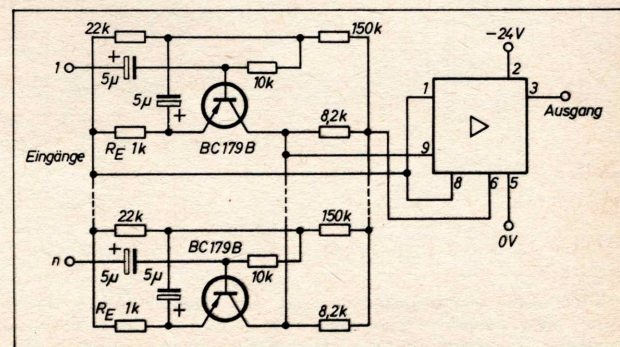 22k
150k
-24V
1
+
5µ
10k
1
2
3
5µ
+
Ausgang
R_E 1k
BC179B
8,2k
Eingänge
9
8
6
5
22k
BC179B
150k
0V
n
+
5µ
5µ
10k
R_E 1k
+
8,2k